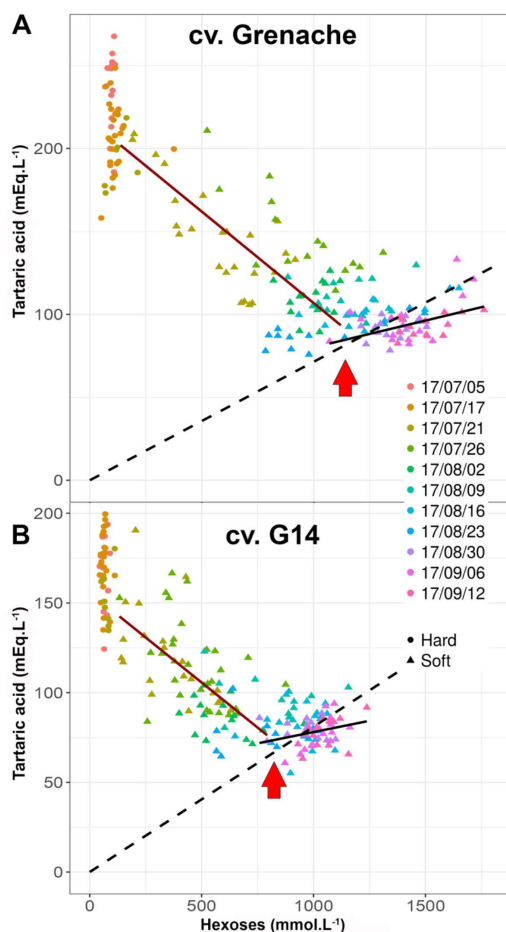 A
cv. Grenache
Tartaric acid (mEq.L⁻¹)
200
100
0
17/07/05
17/07/17
17/07/21
17/07/26
17/08/02
17/08/09
17/08/16
17/08/23
17/08/30
17/09/06
17/09/12
Hard
Soft
B
cv. G14
Tartaric acid (mEq.L⁻¹)
200
150
100
50
0
0
500
1000
1500
Hexoses (mmol.L⁻¹)